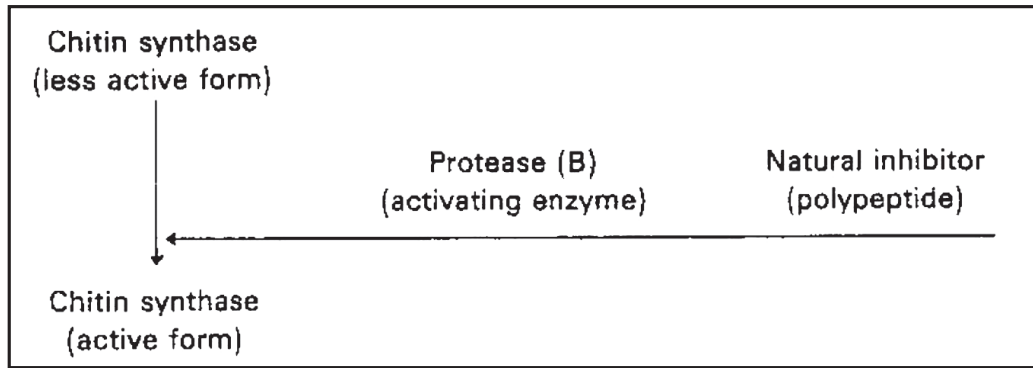 Chitin synthase
(less active form)
Protease (B)
(activating enzyme)
Natural inhibitor
(polypeptide)
Chitin synthase
(active form)